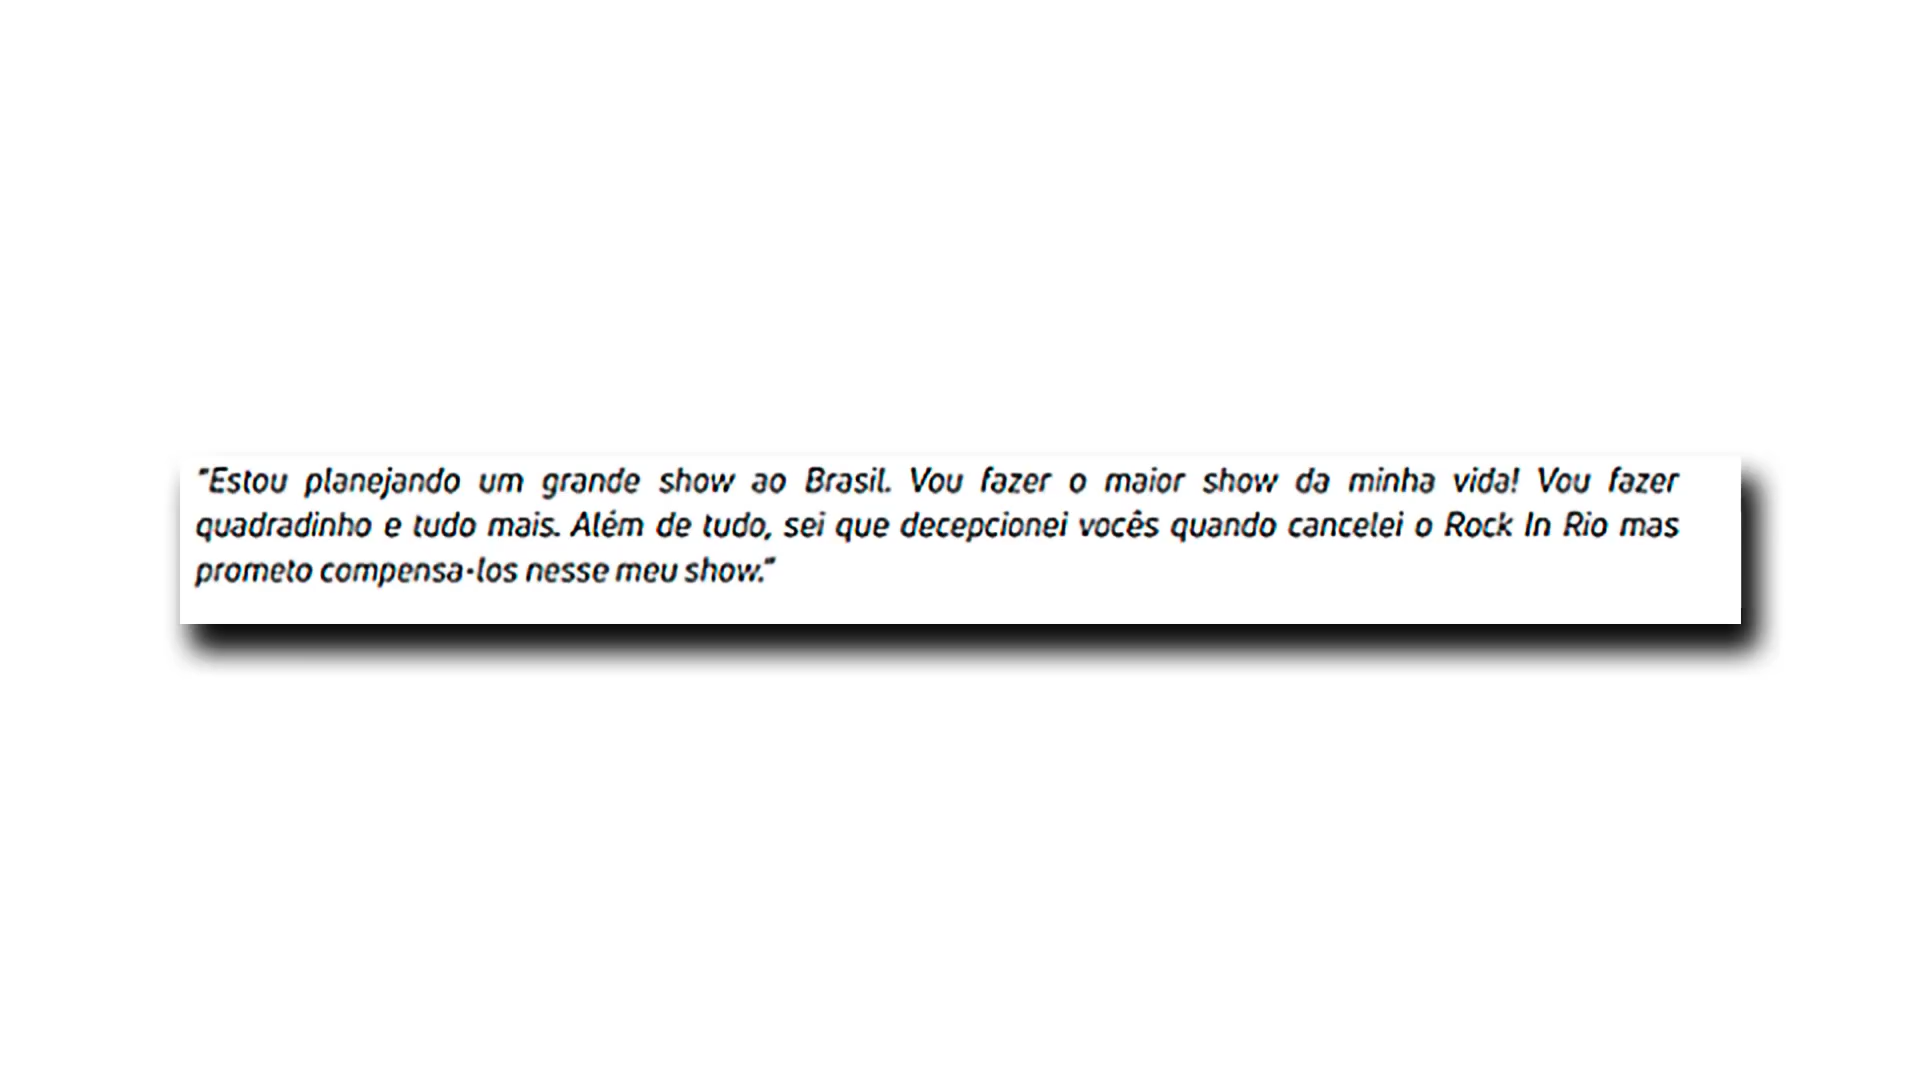 "Estou planejando um grande show ao Brasil. Vou fazer o maior show da minha vida! Vou fazer
quadradinho e tudo mais. Além de tudo, sei que decepcionei vocês quando cancelei o Rock In Rio mas
prometo compensa-los nesse meu show."